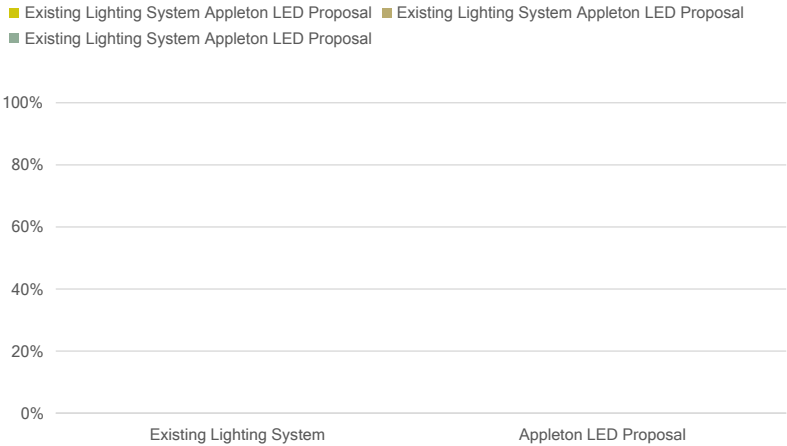 Existing Lighting System Appleton LED Proposal Existing Lighting System Appleton LED Proposal
Existing Lighting System Appleton LED Proposal
100%
80%
60%
40%
20%
0%
Existing Lighting System Appleton LED Proposal